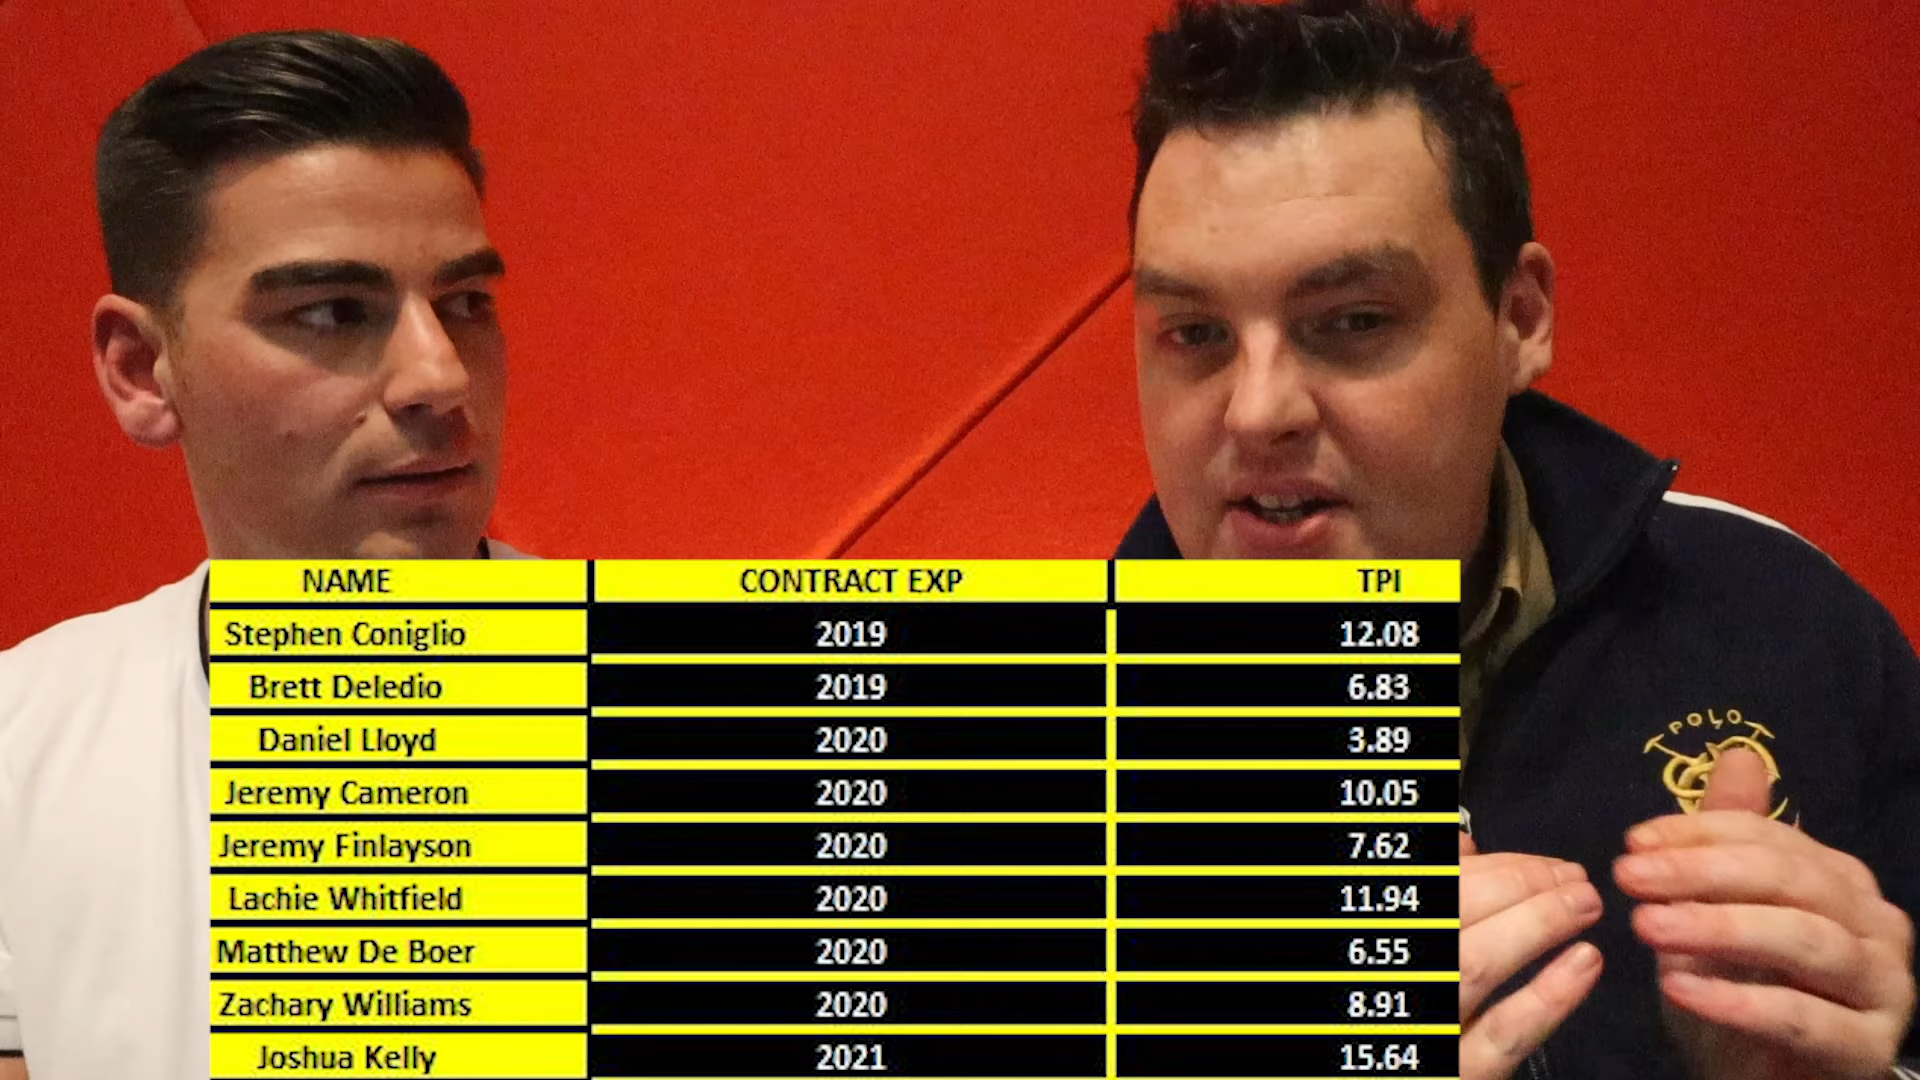 NAME CONTRACT EXP TPI
Stephen Coniglio 2019 12.08
Brett Deledio 2019 6.83
Daniel Lloyd 2020 3.89
Jeremy Cameron 2020 10.05
Jeremy Finlayson 2020 7.62
Lachie Whitfield 2020 11.94
Matthew De Boer 2020 6.55
Zachary Williams 2020 8.91
Joshua Kelly 2021 15.64
POLO